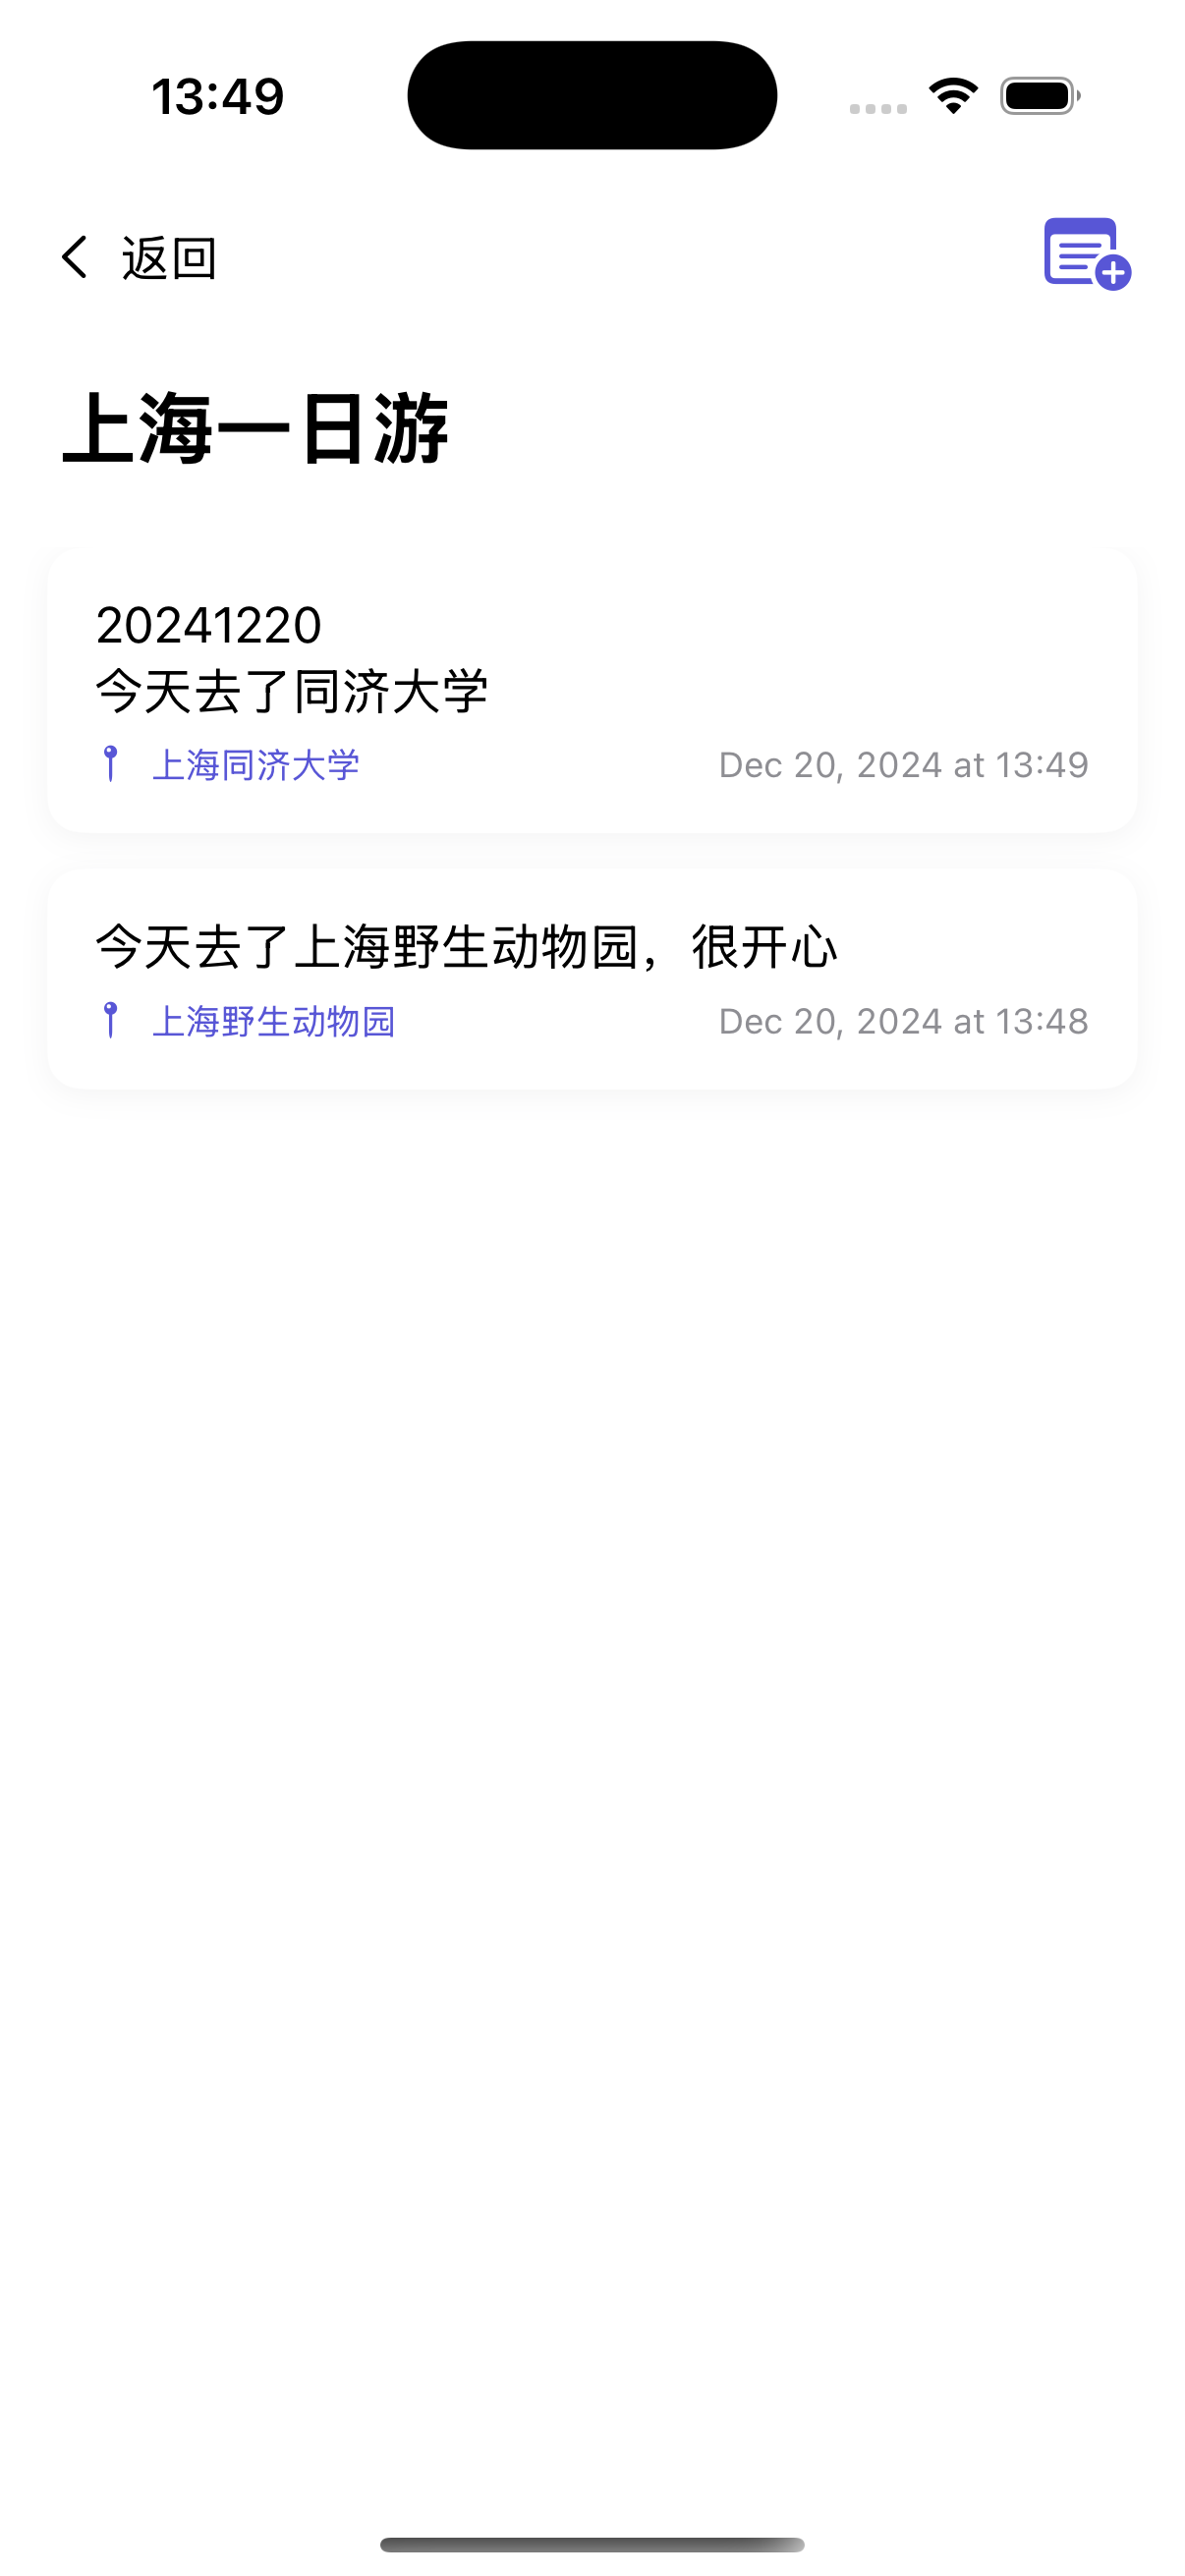 13:49
返回
上海一日游
20241220
今天去了同济大学
上海同济大学
Dec 20, 2024 at 13:49
今天去了上海野生动物园，很开心
上海野生动物园
Dec 20, 2024 at 13:48